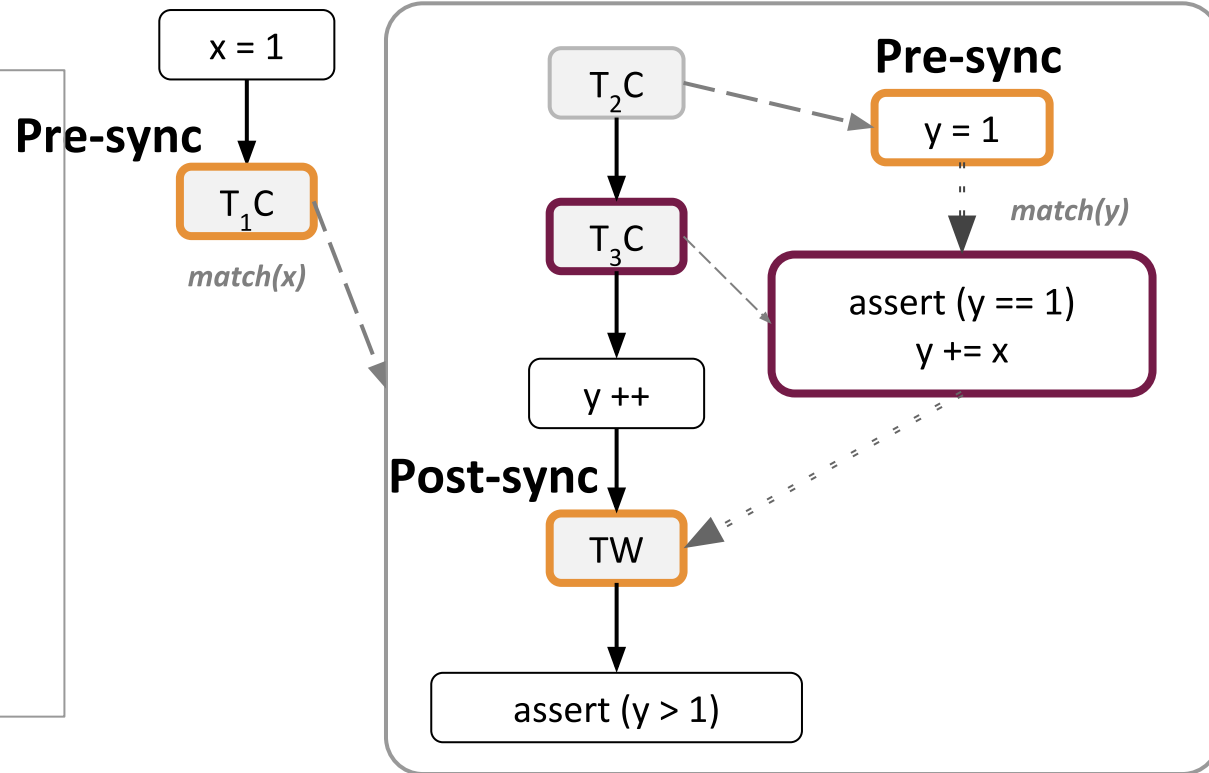 x = 1
Pre-sync
T₁C
match(x)
T₂C
Pre-sync
y = 1
match(y)
T₃C
assert (y == 1)
y += x
y ++
Post-sync
TW
assert (y > 1)